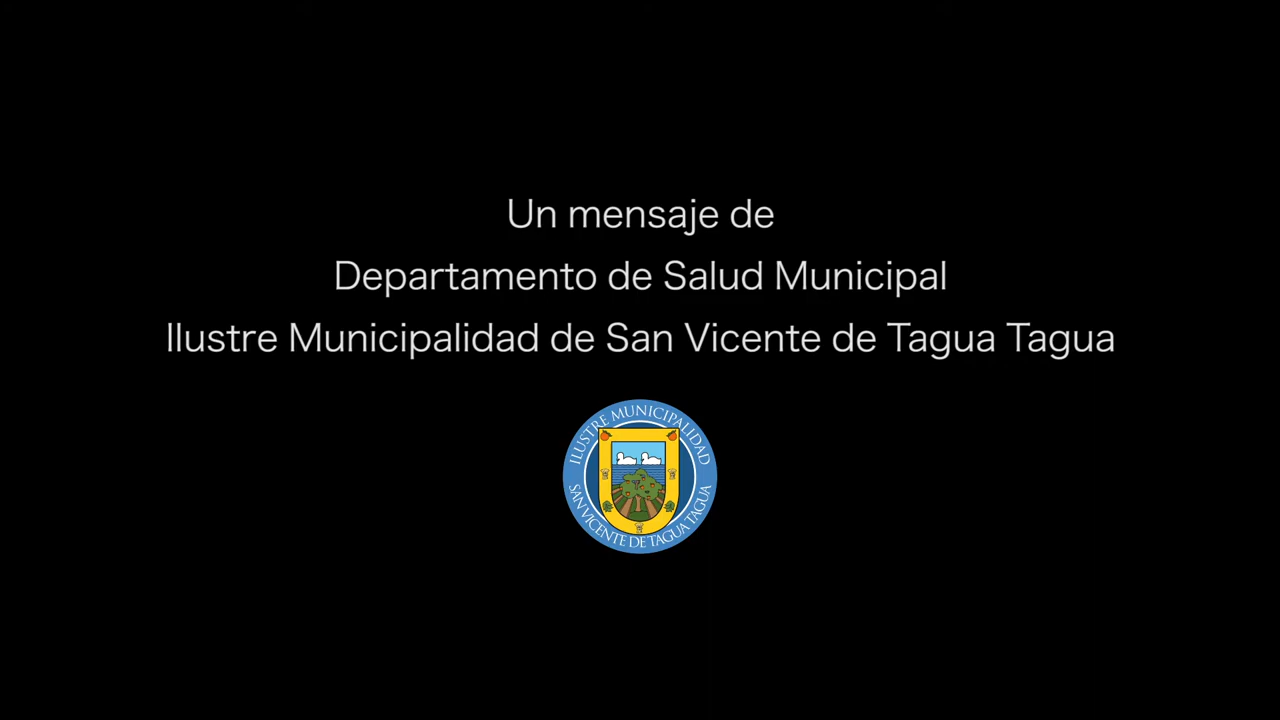 Un mensaje de
Departamento de Salud Municipal
Ilustre Municipalidad de San Vicente de Tagua Tagua
ILUSTRE MUNICIPALIDAD
SAN VICENTE DE TAGUA TAGUA